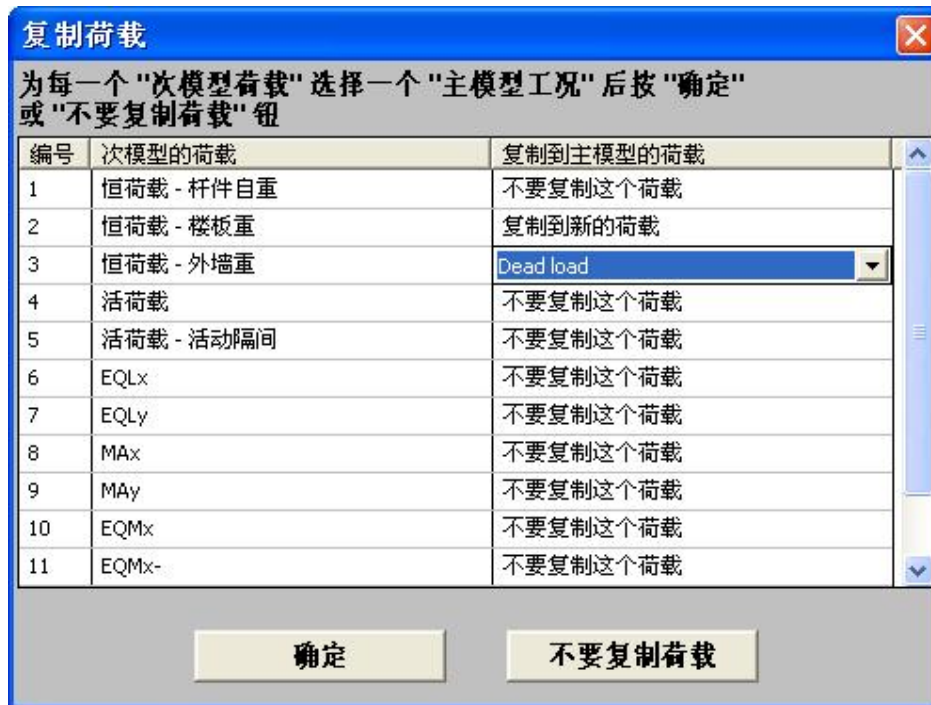 复制荷载
为每一个 "次模型荷载" 选择一个 "主模型工况" 后按 "确定"
或 "不要复制荷载" 钮
编号 次模型的荷载 复制到主模型的荷载
1 恒荷载 - 杆件自重 不要复制这个荷载
2 恒荷载 - 楼板重 复制到新的荷载
3 恒荷载 - 外墙重 Dead load
4 活荷载 不要复制这个荷载
5 活荷载 - 活动隔间 不要复制这个荷载
6 EQLx 不要复制这个荷载
7 EQLy 不要复制这个荷载
8 MAx 不要复制这个荷载
9 MAy 不要复制这个荷载
10 EQMx 不要复制这个荷载
11 EQMx- 不要复制这个荷载
确定 不要复制荷载